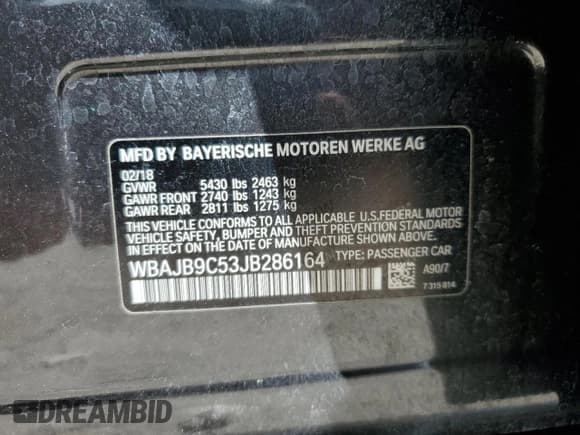 MFD BY BAYERISCHE MOTOREN WERKE AG
02/18
GVWR 5430 lbs 2463 kg
GAWR FRONT 2740 lbs 1243 kg
GAWR REAR 2811 lbs 1275 kg
THIS VEHICLE CONFORMS TO ALL APPLICABLE U.S.FEDERAL MOTOR
VEHICLE SAFETY, BUMPER AND THEFT PREVENTION STANDARDS
IN EFFECT ON THE DATE OF MANUFACTURE SHOWN ABOVE.
WBAJB9C53JB286164 TYPE: PASSENGER CAR
A90/7
7 315 814
DREAMBID